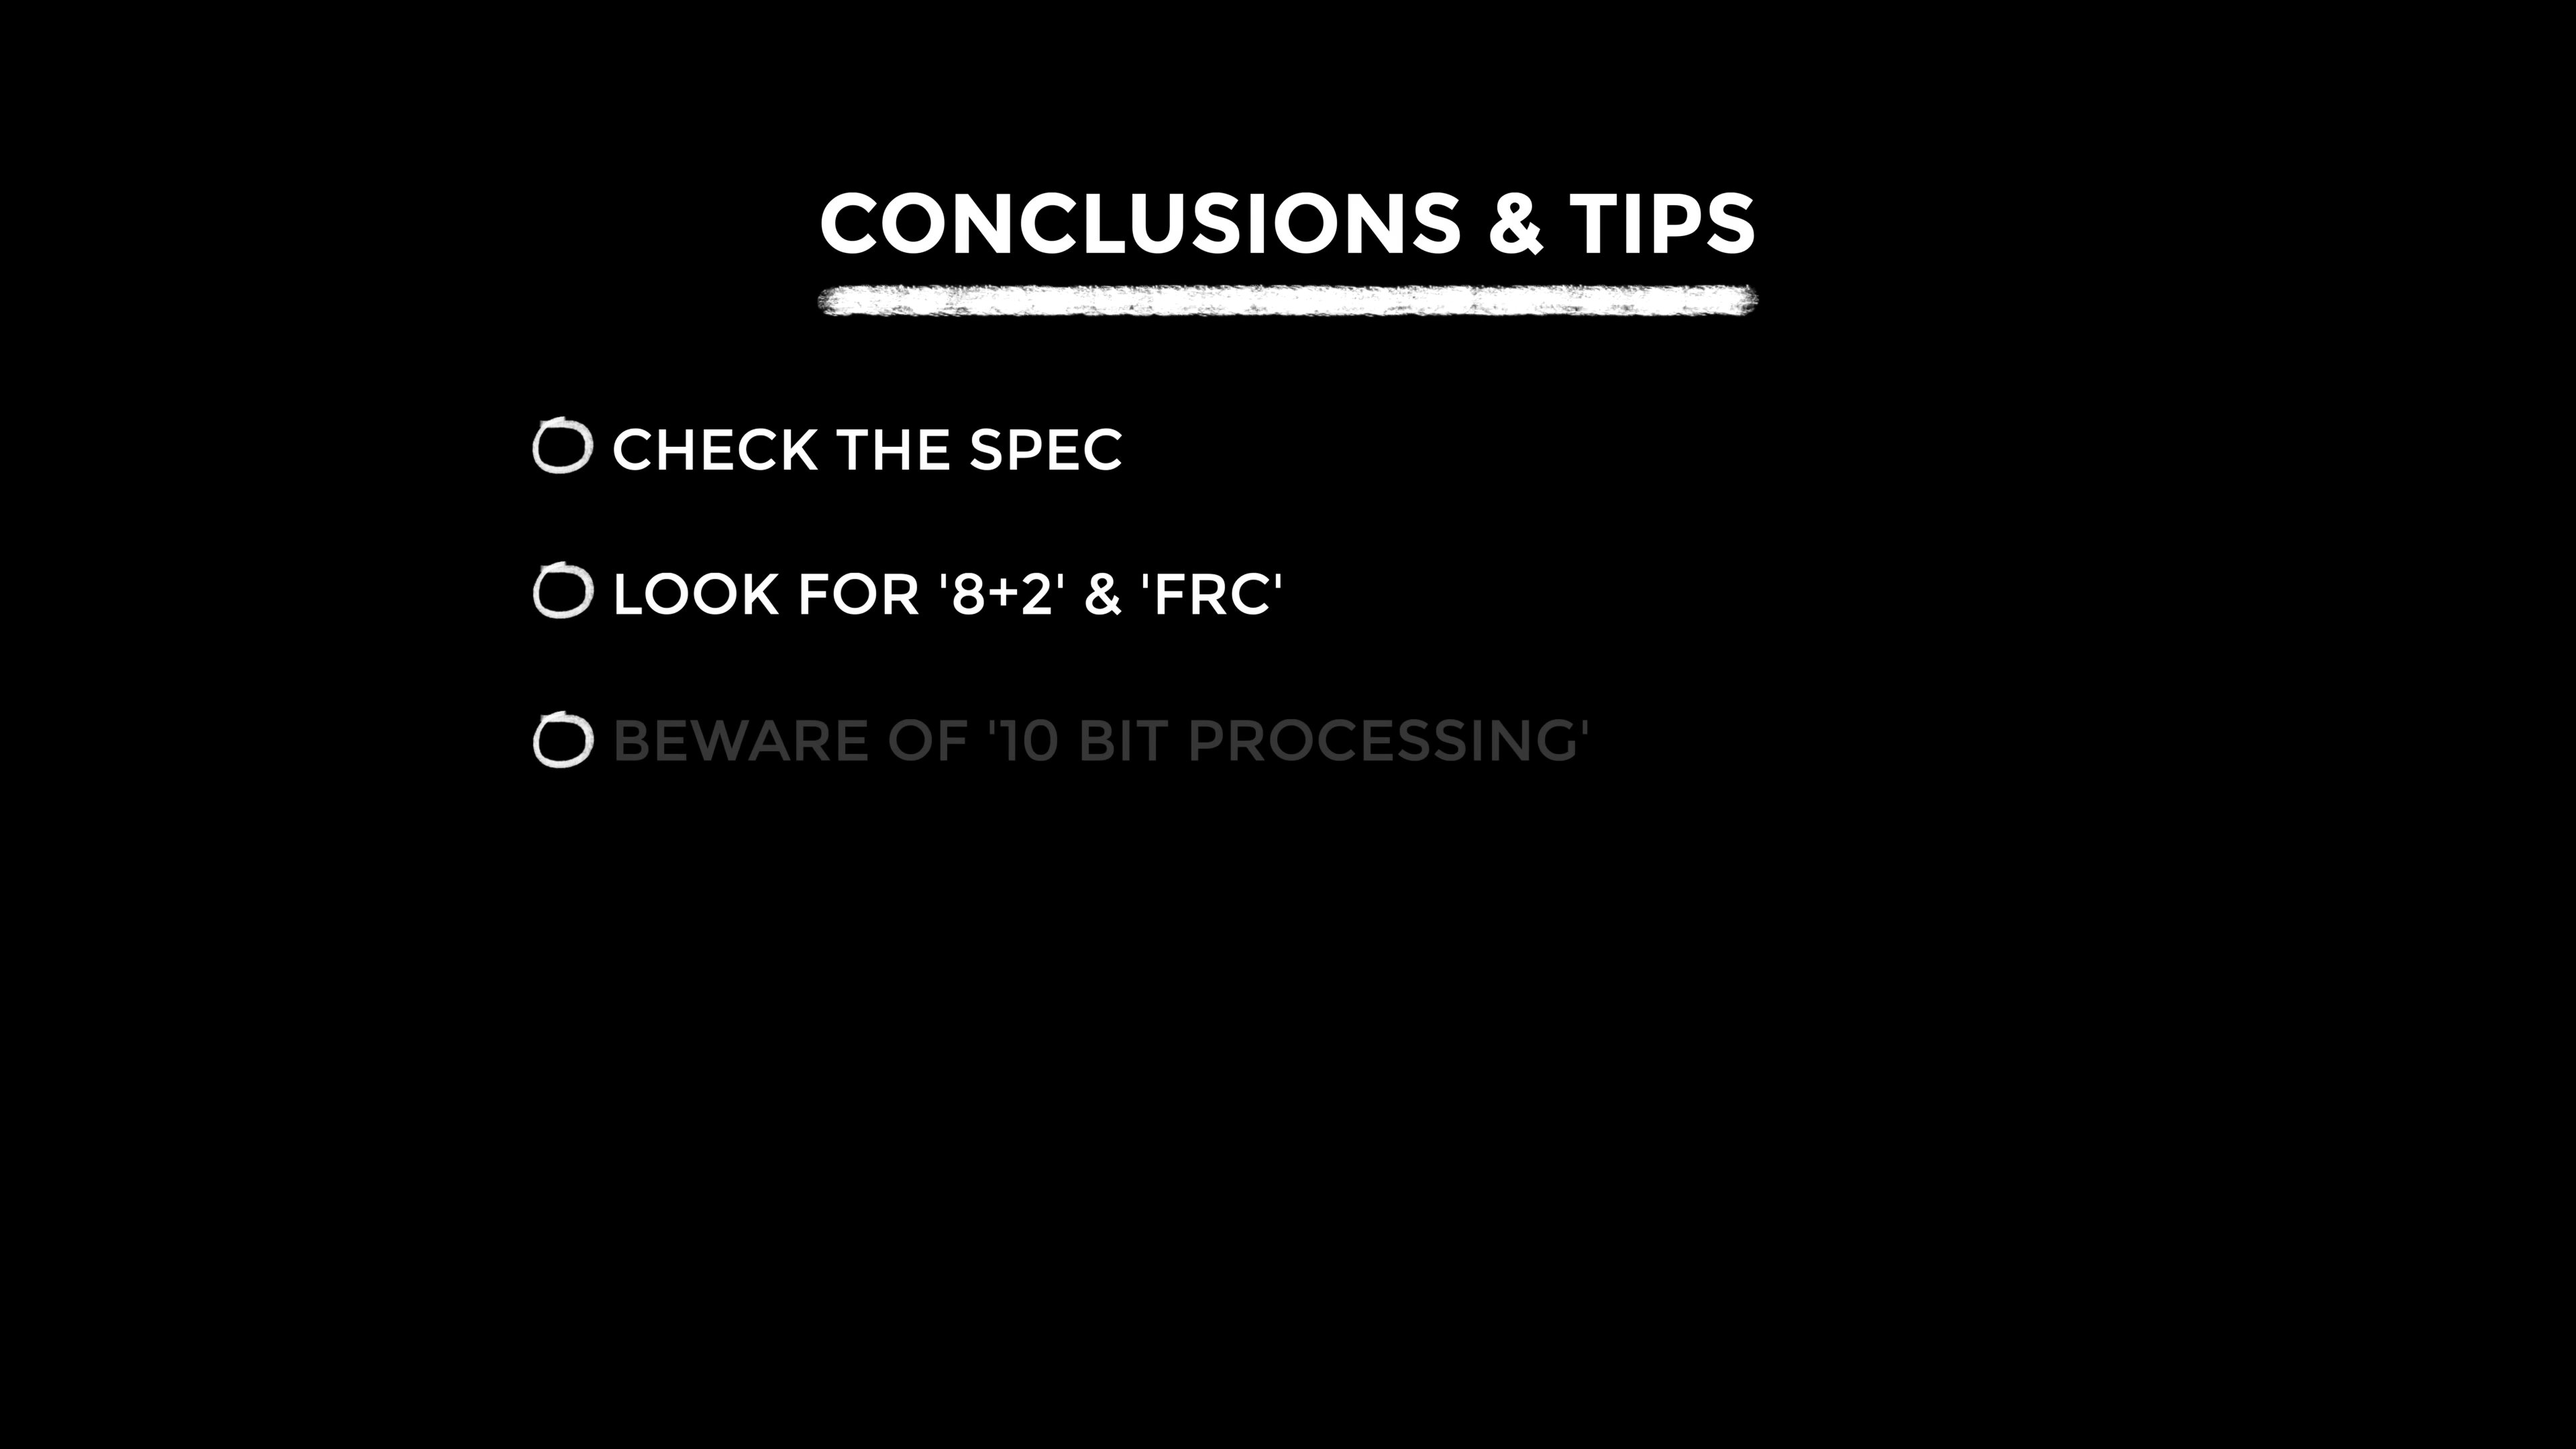 CONCLUSIONS & TIPS
CHECK THE SPEC
LOOK FOR '8+2' & 'FRC'
BEWARE OF '10 BIT PROCESSING'